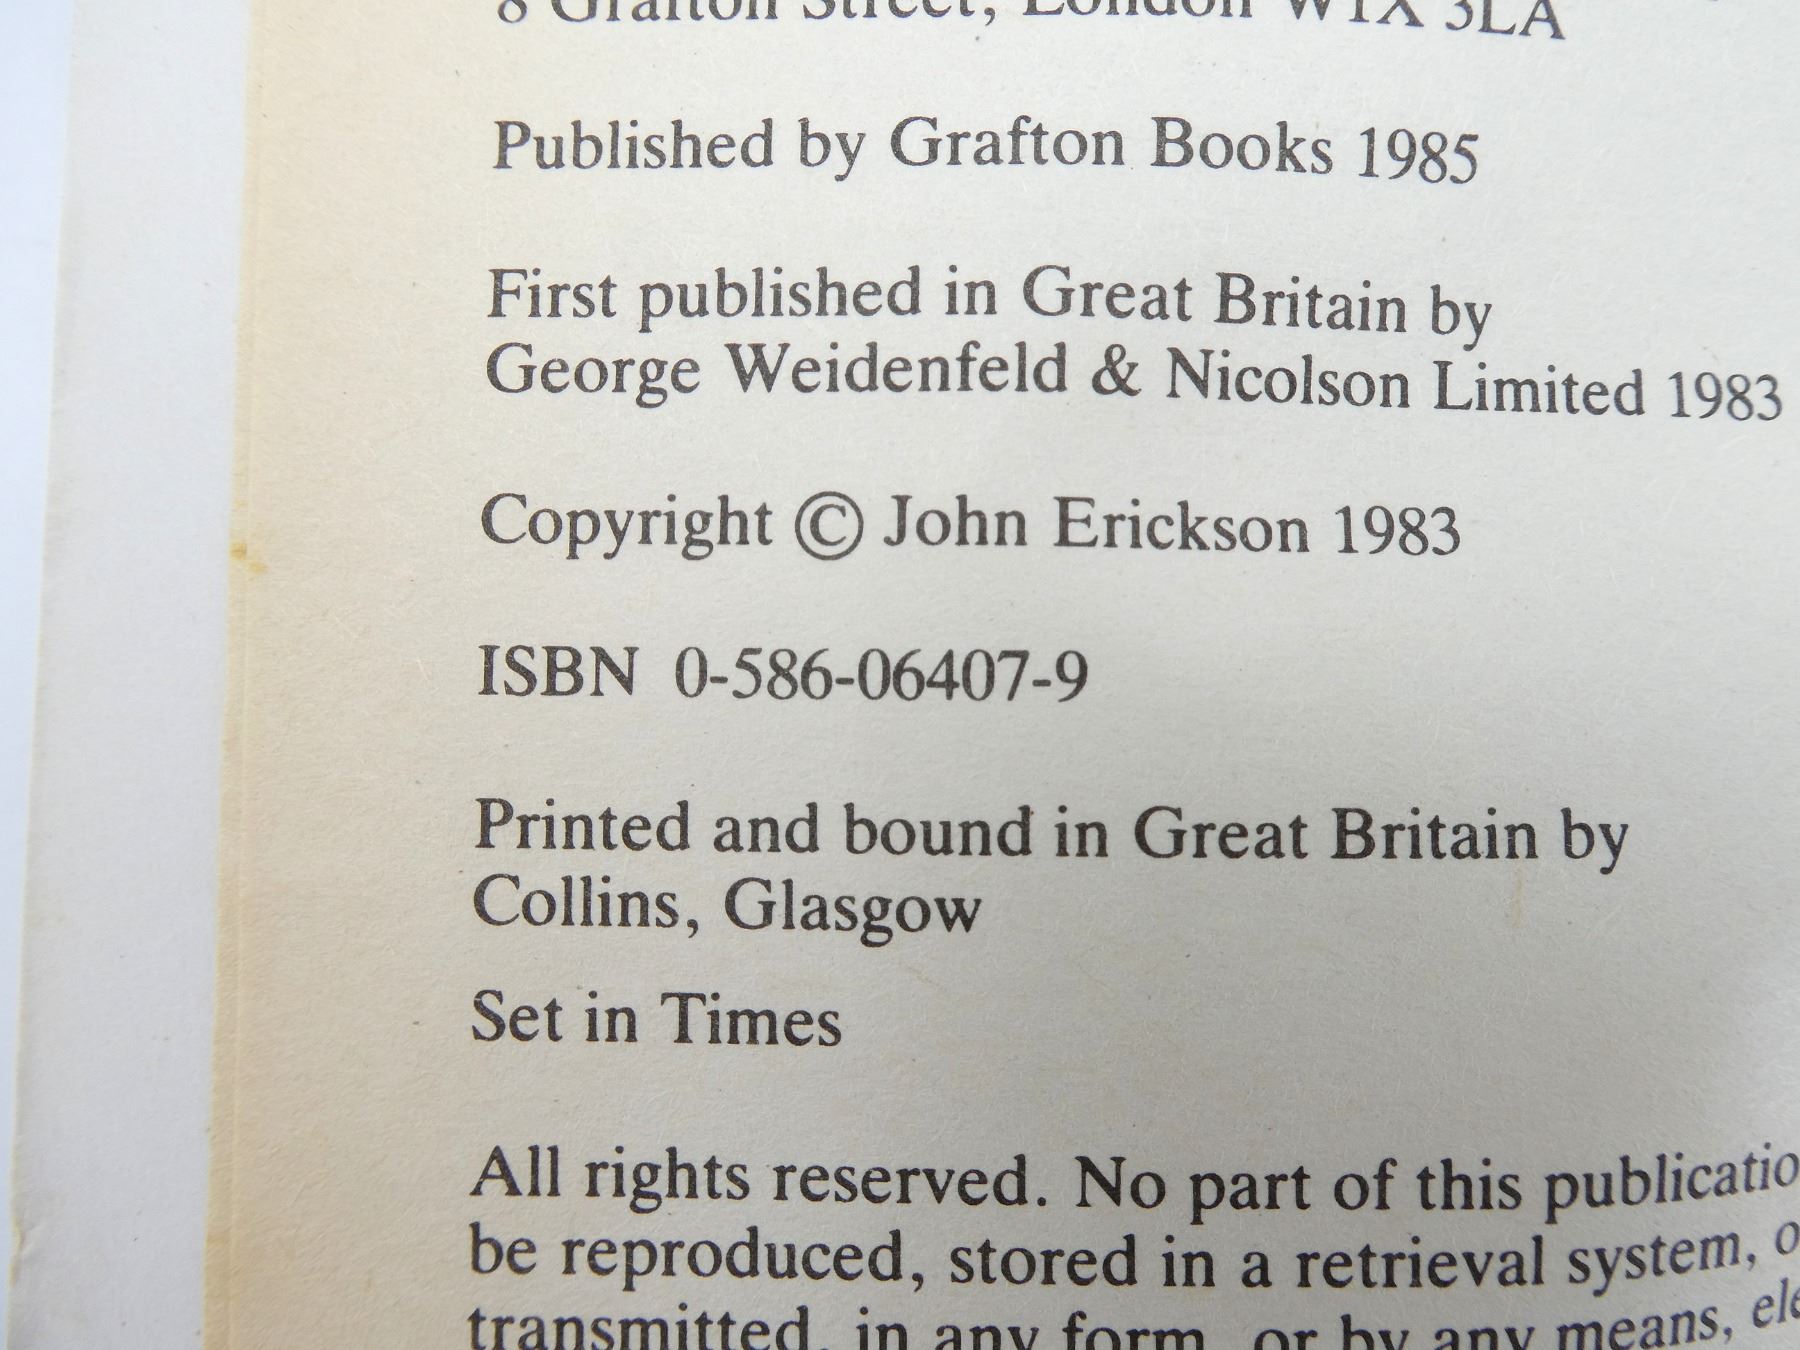 8 Grafton Street, London W1X 3LA
Published by Grafton Books 1985
First published in Great Britain by
George Weidenfeld & Nicolson Limited 1983
Copyright © John Erickson 1983
ISBN 0-586-06407-9
Printed and bound in Great Britain by
Collins, Glasgow
Set in Times
All rights reserved. No part of this publicatio
be reproduced, stored in a retrieval system, o
transmitted, in any form, or by any means, ele